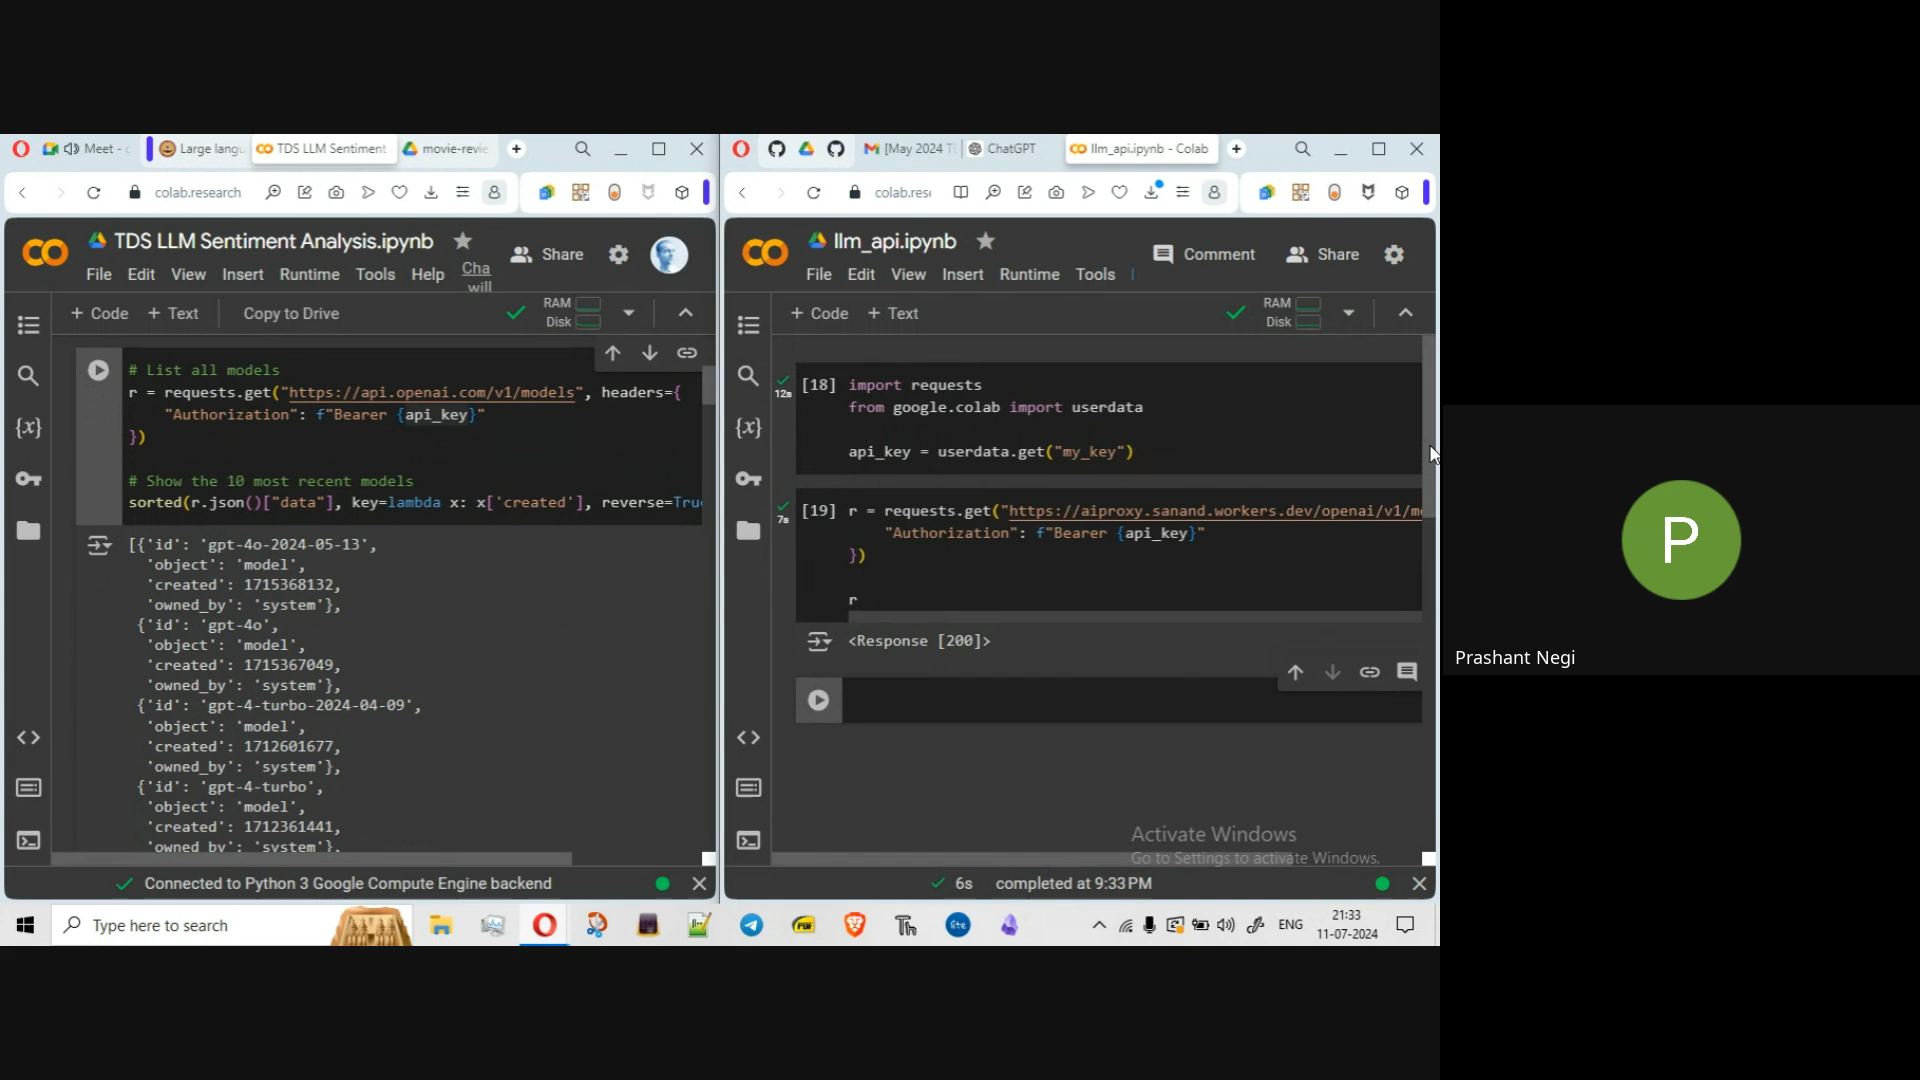 Meet -
Large langu
TDS LLM Sentiment
movie-revie
colab.research
TDS LLM Sentiment Analysis.ipynb
Share
File Edit View Insert Runtime Tools Help Cha
will
+ Code + Text Copy to Drive
RAM
Disk
# List all models
r = requests.get("https://api.openai.com/v1/models", headers={
"Authorization": f"Bearer {api_key}"
})
# Show the 10 most recent models
sorted(r.json()["data"], key=lambda x: x['created'], reverse=Tru
[{'id': 'gpt-4o-2024-05-13',
'object': 'model',
'created': 1715368132,
'owned_by': 'system'},
{'id': 'gpt-4o',
'object': 'model',
'created': 1715367049,
'owned_by': 'system'},
{'id': 'gpt-4-turbo-2024-04-09',
'object': 'model',
'created': 1712601677,
'owned_by': 'system'},
{'id': 'gpt-4-turbo',
'object': 'model',
'created': 1712361441,
'owned_by': 'system'},
Connected to Python 3 Google Compute Engine backend
[May 2024 T
ChatGPT
llm_api.ipynb - Colab
colab.rese
llm_api.ipynb
Comment
Share
File Edit View Insert Runtime Tools
+ Code + Text
RAM
Disk
12s
[18] import requests
from google.colab import userdata
api_key = userdata.get("my_key")
7s
[19] r = requests.get("https://aiproxy.sanand.workers.dev/openai/v1/m
"Authorization": f"Bearer {api_key}"
})
r
<Response [200]>
Activate Windows
Go to Settings to activate Windows.
6s completed at 9:33 PM
Type here to search
ENG
21:33
11-07-2024
P
Prashant Negi